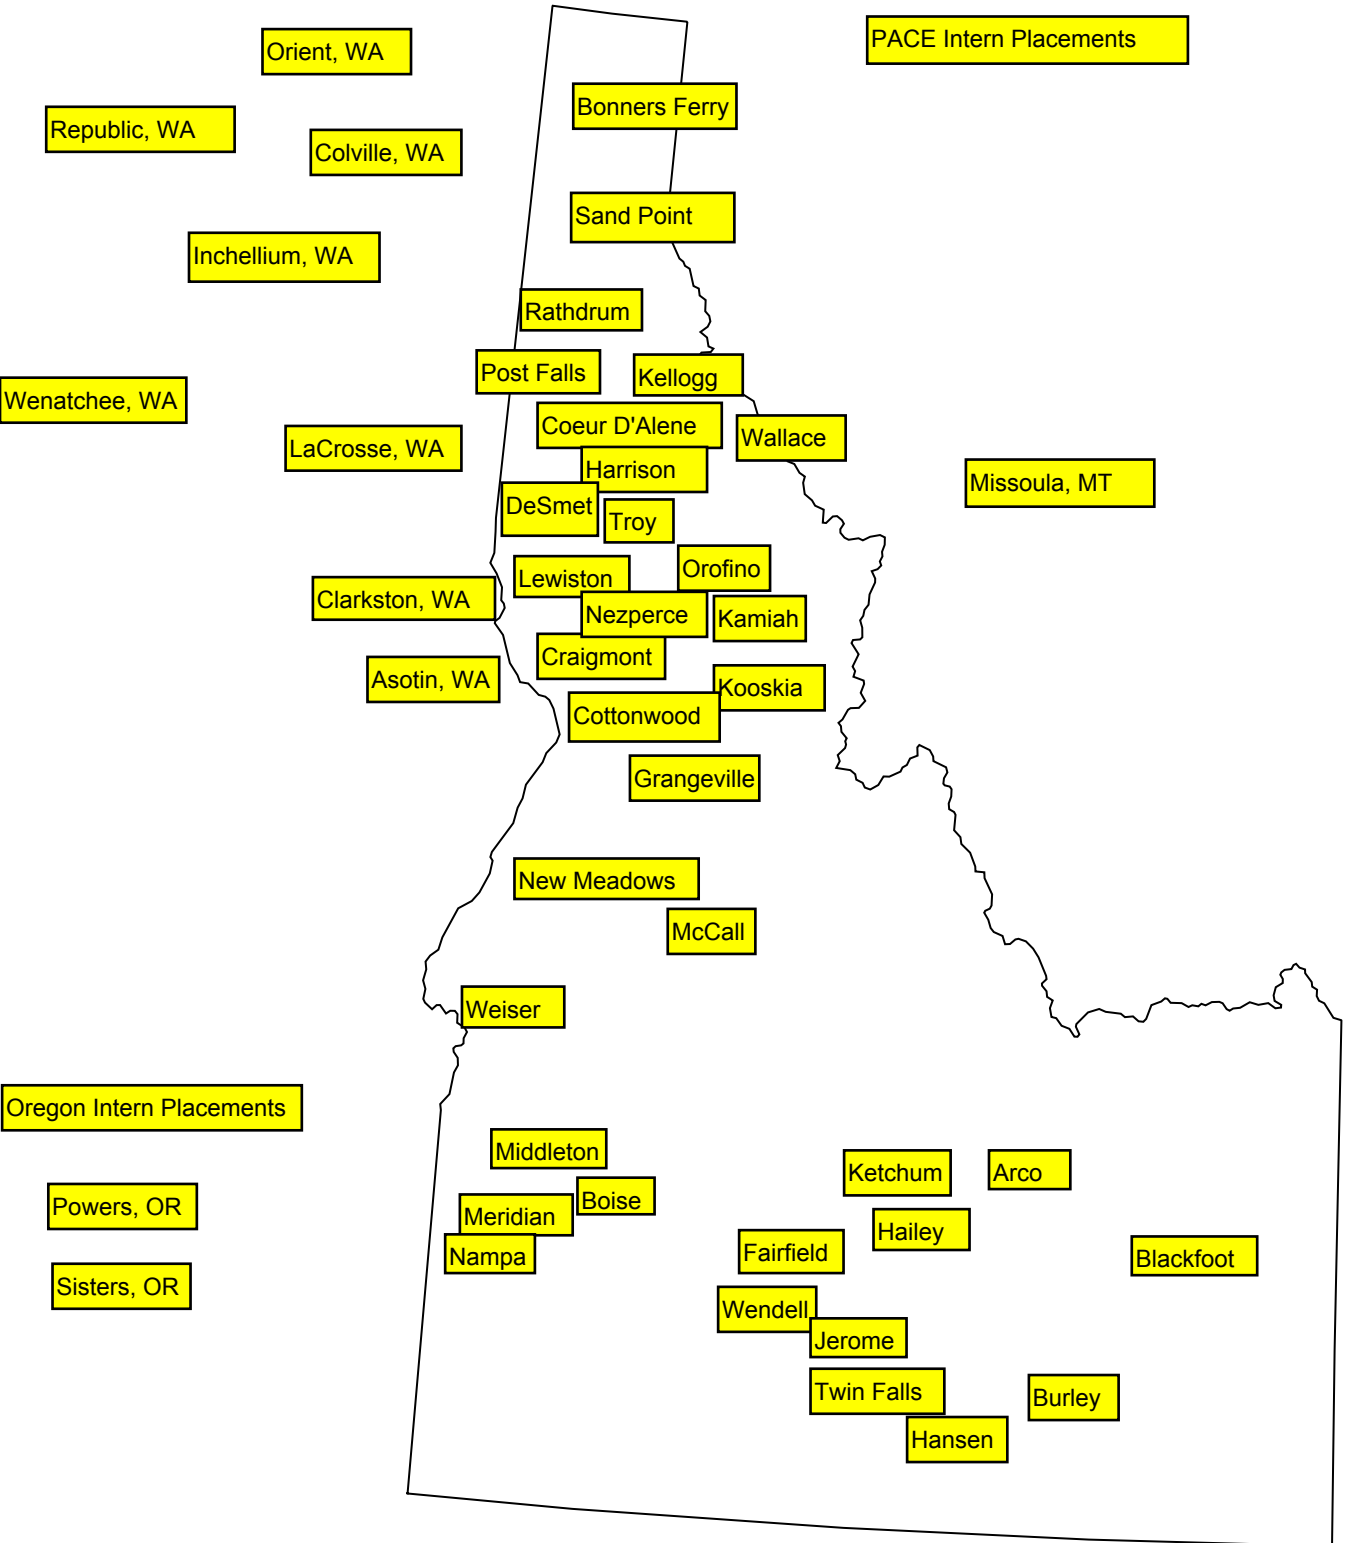 PACE Intern Placements
Orient, WA
Bonners Ferry
Republic, WA
Colville, WA
Sand Point
Inchellium, WA
Rathdrum
Post Falls
Kellogg
Wenatchee, WA
Coeur D'Alene
Wallace
LaCrosse, WA
Harrison
Missoula, MT
DeSmet
Troy
Orofino
Lewiston
Clarkston, WA
Nezperce
Kamiah
Craigmont
Asotin, WA
Kooskia
Cottonwood
Grangeville
New Meadows
McCall
Weiser
Oregon Intern Placements
Middleton
Ketchum
Arco
Powers, OR
Boise
Meridian
Hailey
Nampa
Fairfield
Blackfoot
Sisters, OR
Wendell
Jerome
Twin Falls
Burley
Hansen